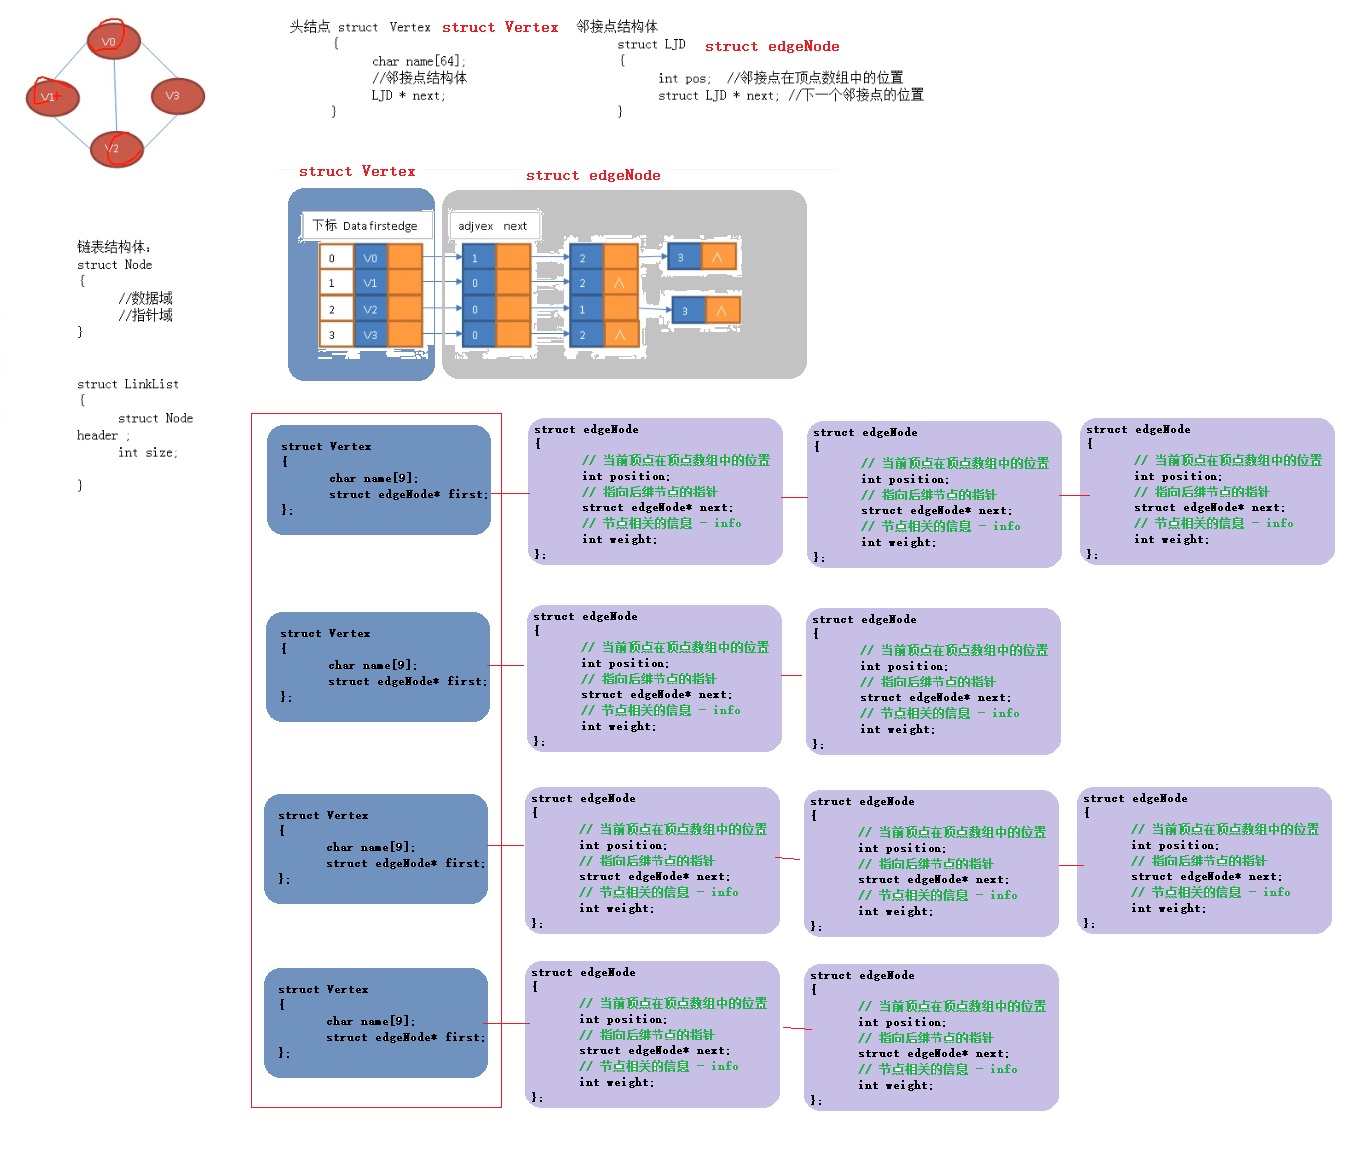 V0
V1
V3
V2
头结点 struct Vertex struct Vertex
{
char name[64];
//邻接点结构体
LJD * next;
}
邻接点结构体
struct LJD struct edgeNode
{
int pos; //邻接点在顶点数组中的位置
struct LJD * next; //下一个邻接点的位置
}
链表结构体:
struct Node
{
//数据域
//指针域
}
struct LinkList
{
struct Node
header ;
int size;
}
struct Vertex
struct edgeNode
下标 Data firstedge
adjvex next
0 V0 1 2 3 ∧
1 V1 0 2 ∧
2 V2 0 1 3 ∧
3 V3 0 2 ∧
struct Vertex
{
char name[9];
struct edgeNode* first;
};
struct edgeNode
{
// 当前顶点在顶点数组中的位置
int position;
// 指向后继节点的指针
struct edgeNode* next;
// 节点相关的信息 - info
int weight;
};
struct edgeNode
{
// 当前顶点在顶点数组中的位置
int position;
// 指向后继节点的指针
struct edgeNode* next;
// 节点相关的信息 - info
int weight;
};
struct edgeNode
{
// 当前顶点在顶点数组中的位置
int position;
// 指向后继节点的指针
struct edgeNode* next;
// 节点相关的信息 - info
int weight;
};
struct Vertex
{
char name[9];
struct edgeNode* first;
};
struct edgeNode
{
// 当前顶点在顶点数组中的位置
int position;
// 指向后继节点的指针
struct edgeNode* next;
// 节点相关的信息 - info
int weight;
};
struct edgeNode
{
// 当前顶点在顶点数组中的位置
int position;
// 指向后继节点的指针
struct edgeNode* next;
// 节点相关的信息 - info
int weight;
};
struct Vertex
{
char name[9];
struct edgeNode* first;
};
struct edgeNode
{
// 当前顶点在顶点数组中的位置
int position;
// 指向后继节点的指针
struct edgeNode* next;
// 节点相关的信息 - info
int weight;
};
struct edgeNode
{
// 当前顶点在顶点数组中的位置
int position;
// 指向后继节点的指针
struct edgeNode* next;
// 节点相关的信息 - info
int weight;
};
struct edgeNode
{
// 当前顶点在顶点数组中的位置
int position;
// 指向后继节点的指针
struct edgeNode* next;
// 节点相关的信息 - info
int weight;
};
struct Vertex
{
char name[9];
struct edgeNode* first;
};
struct edgeNode
{
// 当前顶点在顶点数组中的位置
int position;
// 指向后继节点的指针
struct edgeNode* next;
// 节点相关的信息 - info
int weight;
};
struct edgeNode
{
// 当前顶点在顶点数组中的位置
int position;
// 指向后继节点的指针
struct edgeNode* next;
// 节点相关的信息 - info
int weight;
};